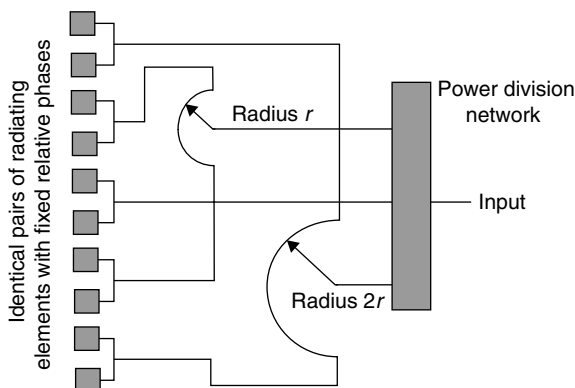 Identical pairs of radiating
elements with fixed relative phases
Radius r
Power division
network
Input
Radius 2r